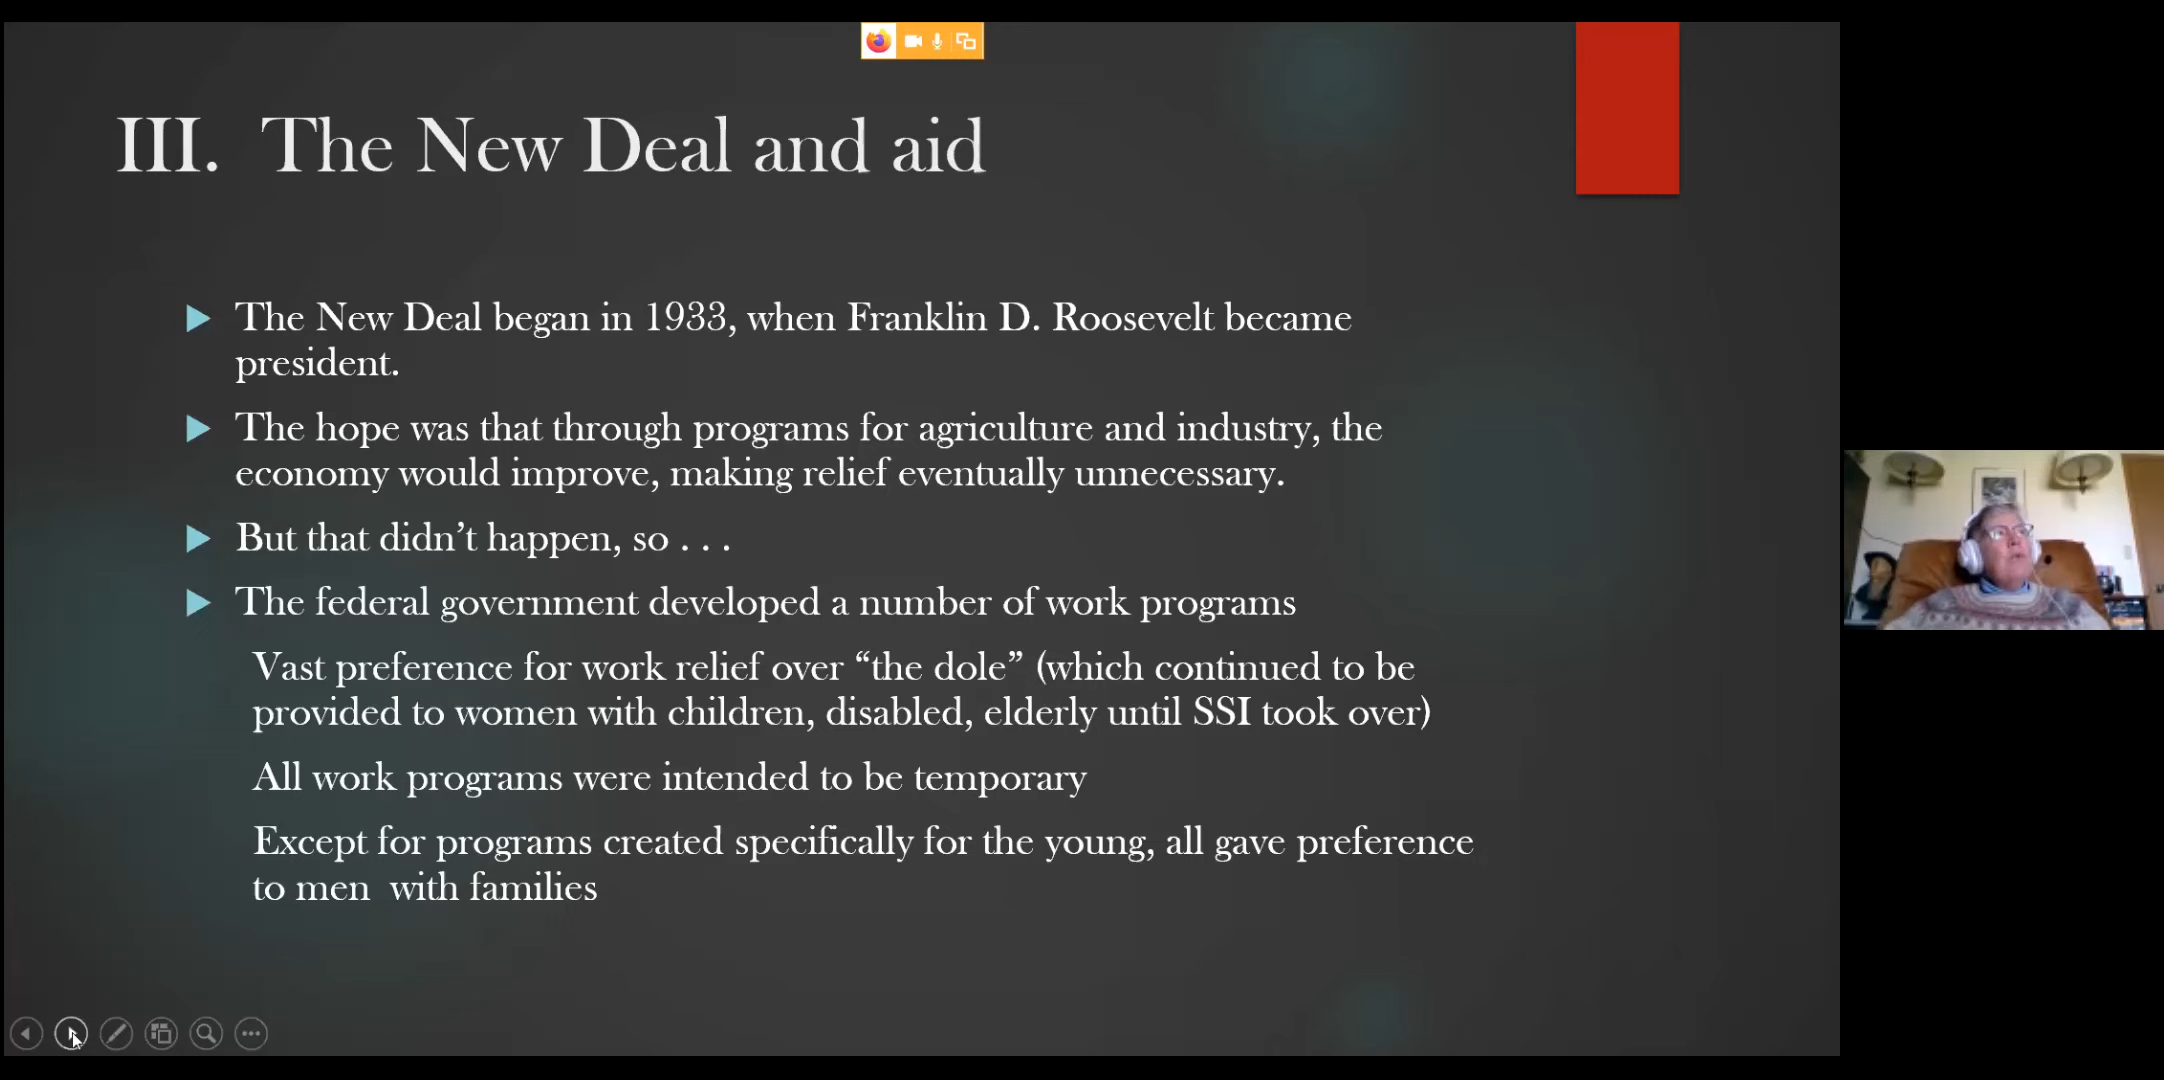 III. The New Deal and aid
The New Deal began in 1933, when Franklin D. Roosevelt became
president.
The hope was that through programs for agriculture and industry, the
economy would improve, making relief eventually unnecessary.
But that didn’t happen, so . . .
The federal government developed a number of work programs
Vast preference for work relief over “the dole” (which continued to be
provided to women with children, disabled, elderly until SSI took over)
All work programs were intended to be temporary
Except for programs created specifically for the young, all gave preference
to men  with families